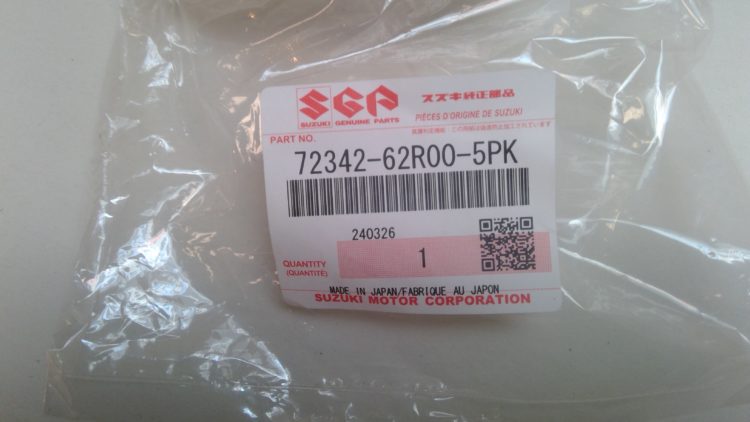 SGP スズキ純正部品
SUZUKI GENUINE PARTS PIÈCES D'ORIGINE DE SUZUKI
PART NO.
72342-62R00-5PK
240326
QUANTITY 1
(QUANTITÉ)
MADE IN JAPAN/FABRIQUE AU JAPON
SUZUKI MOTOR CORPORATION